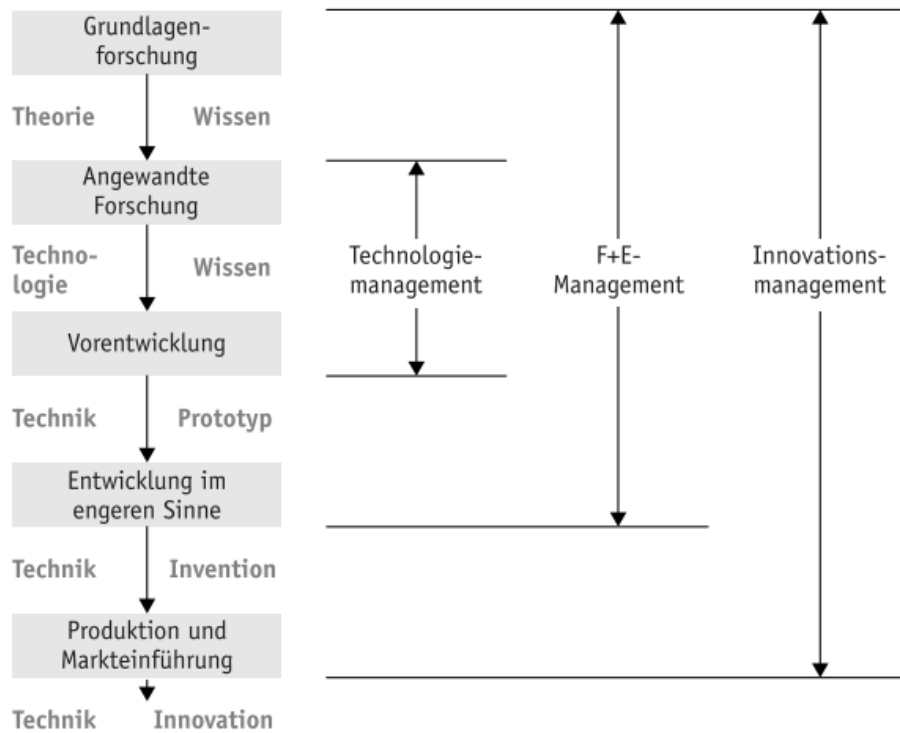 Grundlagen-
forschung
Theorie Wissen
Angewandte
Forschung
Techno-
logie
Wissen
Vorentwicklung
Technik Prototyp
Entwicklung im
engeren Sinne
Technik Invention
Produktion und
Markteinführung
Technik Innovation
Technologie-
management
F+E-
Management
Innovations-
management